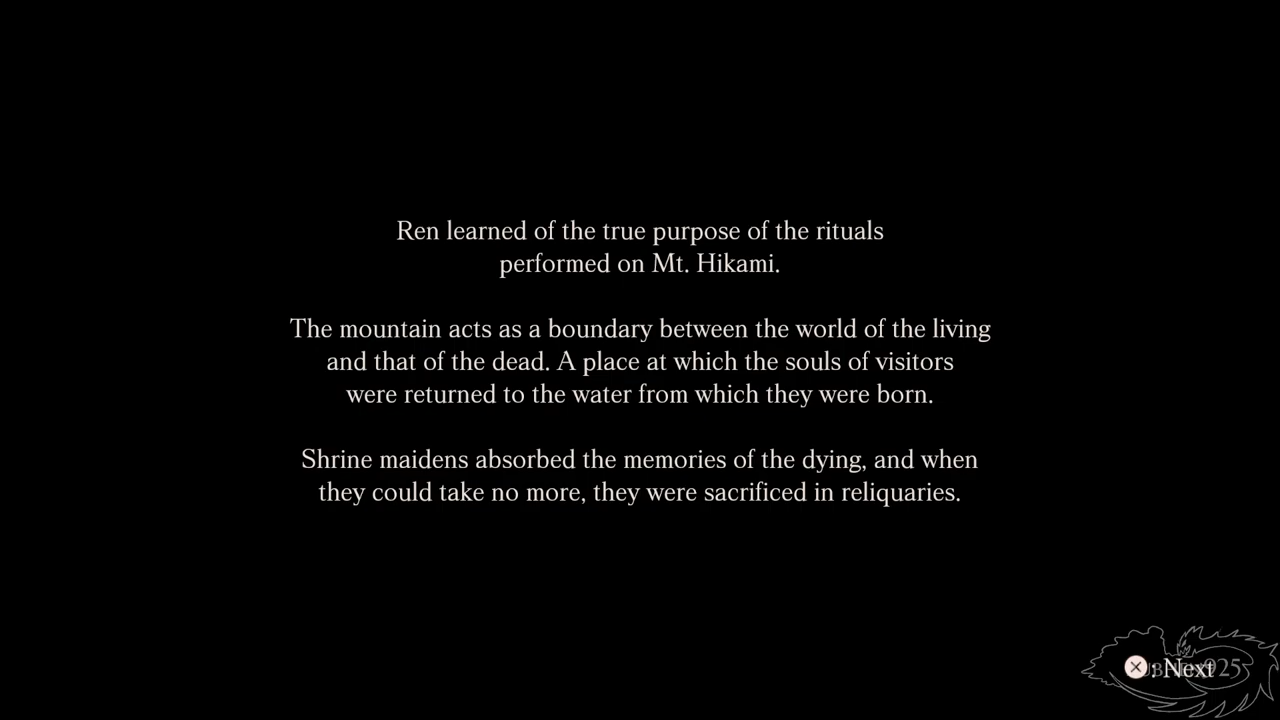 Ren learned of the true purpose of the rituals
performed on Mt. Hikami.
The mountain acts as a boundary between the world of the living
and that of the dead. A place at which the souls of visitors
were returned to the water from which they were born.
Shrine maidens absorbed the memories of the dying, and when
they could take no more, they were sacrificed in reliquaries.
: Next